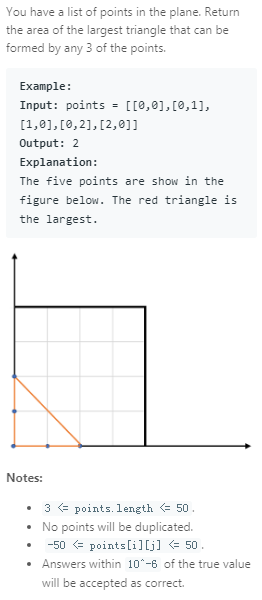 You have a list of points in the plane. Return
the area of the largest triangle that can be
formed by any 3 of the points.
Example:
Input: points = [[0,0],[0,1],
[1,0],[0,2],[2,0]]
Output: 2
Explanation:
The five points are show in the
figure below. The red triangle is
the largest.
Notes:
• 3 <= points.length <= 50.
• No points will be duplicated.
• -50 <= points[i][j] <= 50.
• Answers within 10^-6 of the true value
will be accepted as correct.